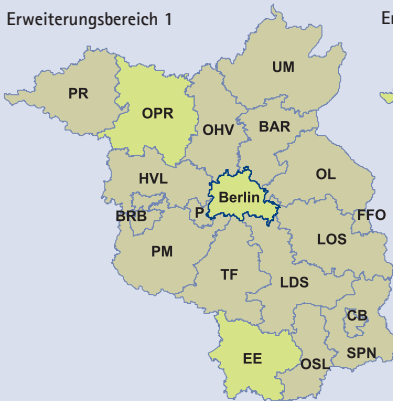 Erweiterungsbereich 1
Er
UM
PR
OPR
OHV
BAR
HVL
OL
Berlin
BRB
P
FFO
LOS
PM
TF
LDS
CB
EE
OSL
SPN